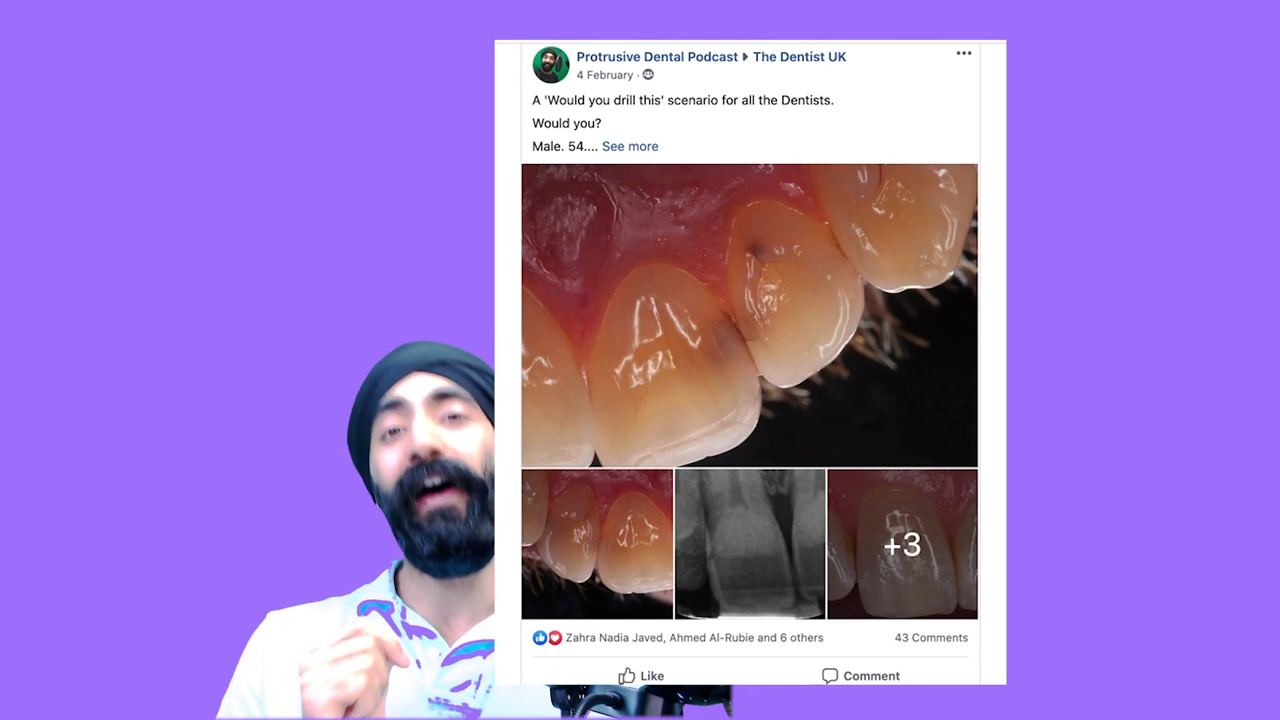 Protrusive Dental Podcast The Dentist UK
4 February ·
A 'Would you drill this' scenario for all the Dentists.
Would you?
Male. 54.... See more
+3
Zahra Nadia Javed, Ahmed Al-Rubie and 6 others 43 Comments
Like Comment